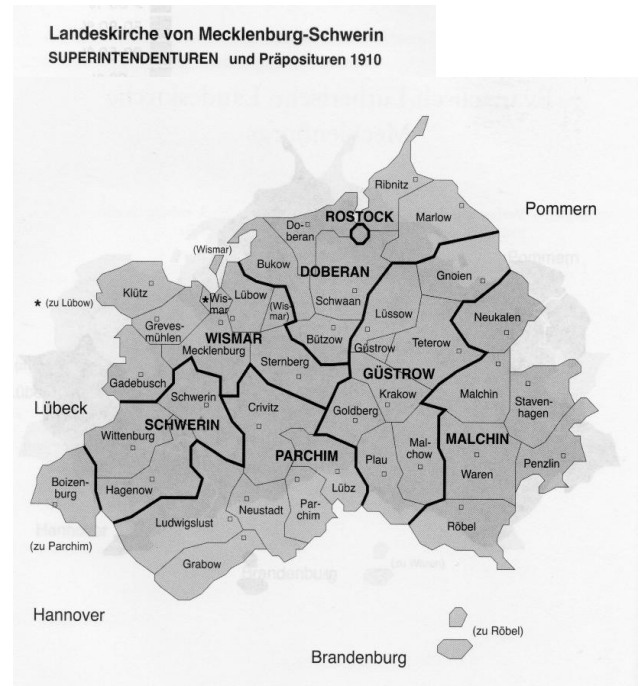 Landeskirche von Mecklenburg-Schwerin
SUPERINTENDENTUREN und Präposituren 1910
Ribnitz
Pommern
ROSTOCK
Marlow
Do-
beran
(Wismar)
Bukow
DOBERAN
Gnoien
Klütz
* (zu Lübow)
*Wis-
mar
Lübow
(Wis-
mar)
Schwaan
Lüssow
Neukalen
Greves-
mühlen
WISMAR
Bützow
Mecklenburg
Güstrow
Teterow
Sternberg
GÜSTROW
Gadebusch
Schwerin
Krakow
Malchin
Staven-
hagen
Lübeck
Crivitz
Goldberg
SCHWERIN
Wittenburg
PARCHIM
Plau
Mal-
chow
MALCHIN
Waren
Penzlin
Boizen-
burg
Hagenow
Lübz
Neustadt
Par-
chim
Ludwigslust
Röbel
(zu Parchim)
Grabow
Hannover
(zu Röbel)
Brandenburg